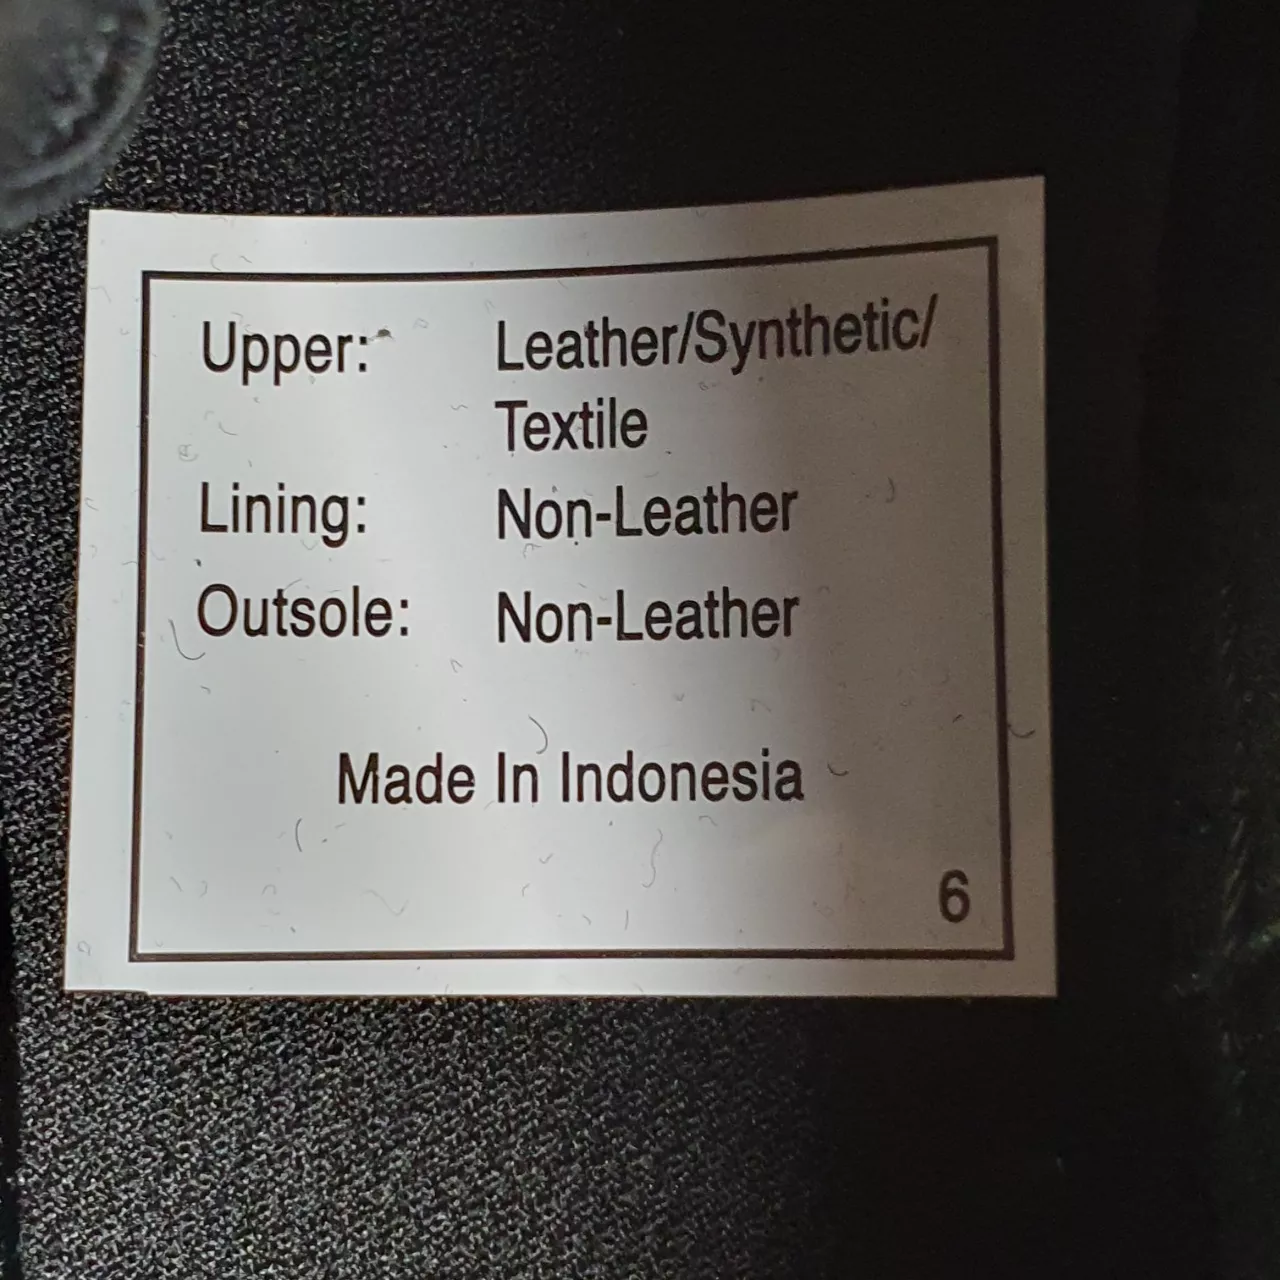 Upper: Leather/Synthetic/
Textile
Lining: Non-Leather
Outsole: Non-Leather
Made In Indonesia
6